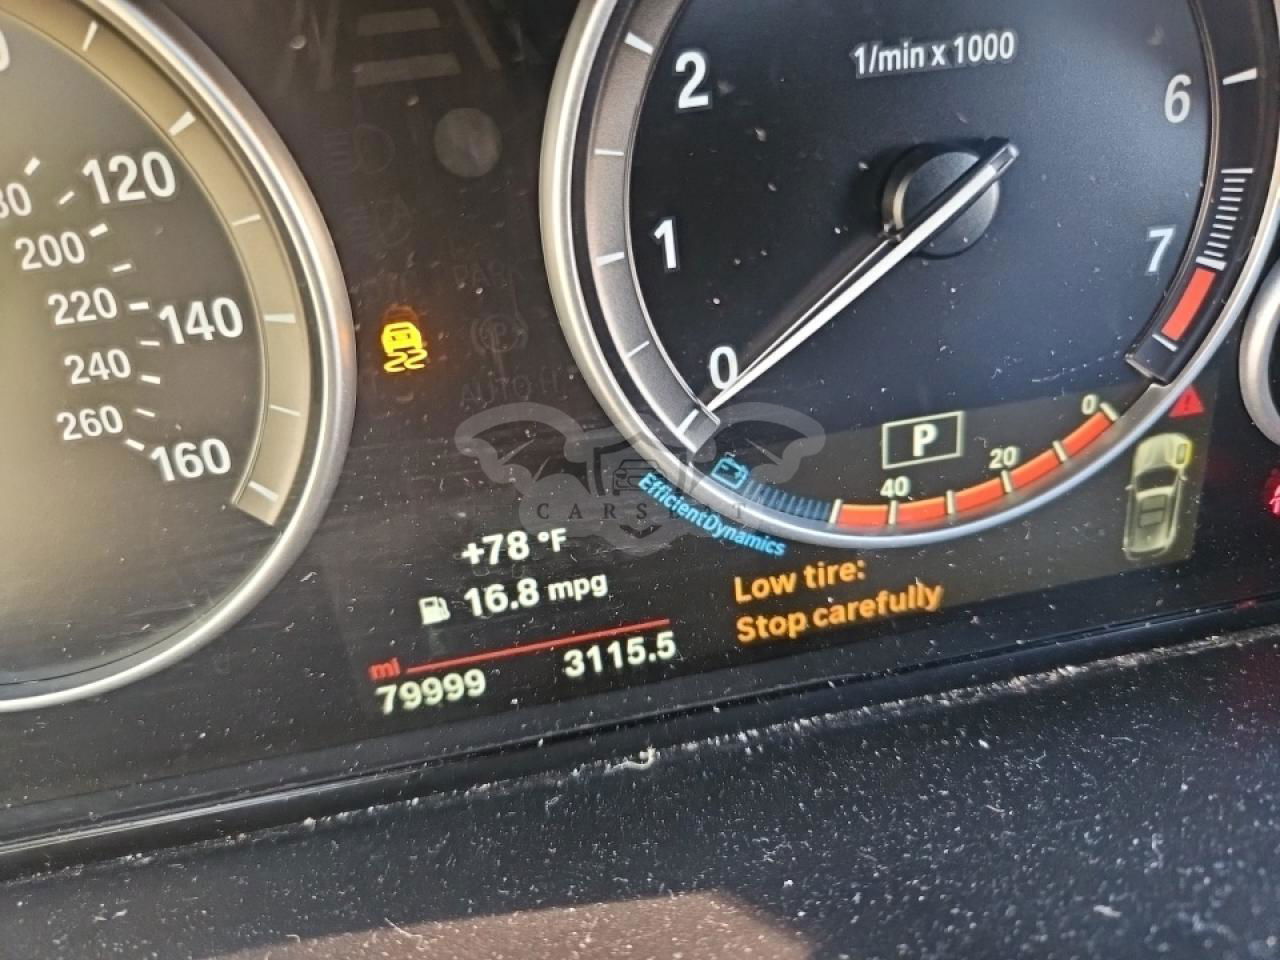 120
200
220
140
240
260
160
1/min x 1000
2
6
1
7
0
P
0
20
40
EfficientDynamics
CARS
+78 °F
16.8 mpg
mi
79999
3115.5
Low tire:
Stop carefully